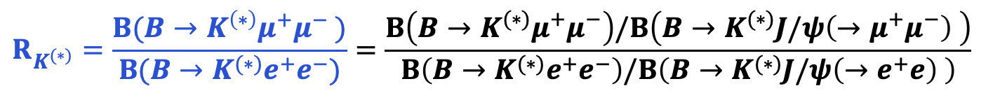 R_{K^{(*)}} = B(B → K^{(*)}μ⁺μ⁻ ) / B(B → K^{(*)}e⁺e⁻) = B(B → K^{(*)}μ⁺μ⁻)/B(B → K^{(*)}J/ψ(→ μ⁺μ⁻) ) / B(B → K^{(*)}e⁺e⁻)/B(B → K^{(*)}J/ψ(→ e⁺e) )